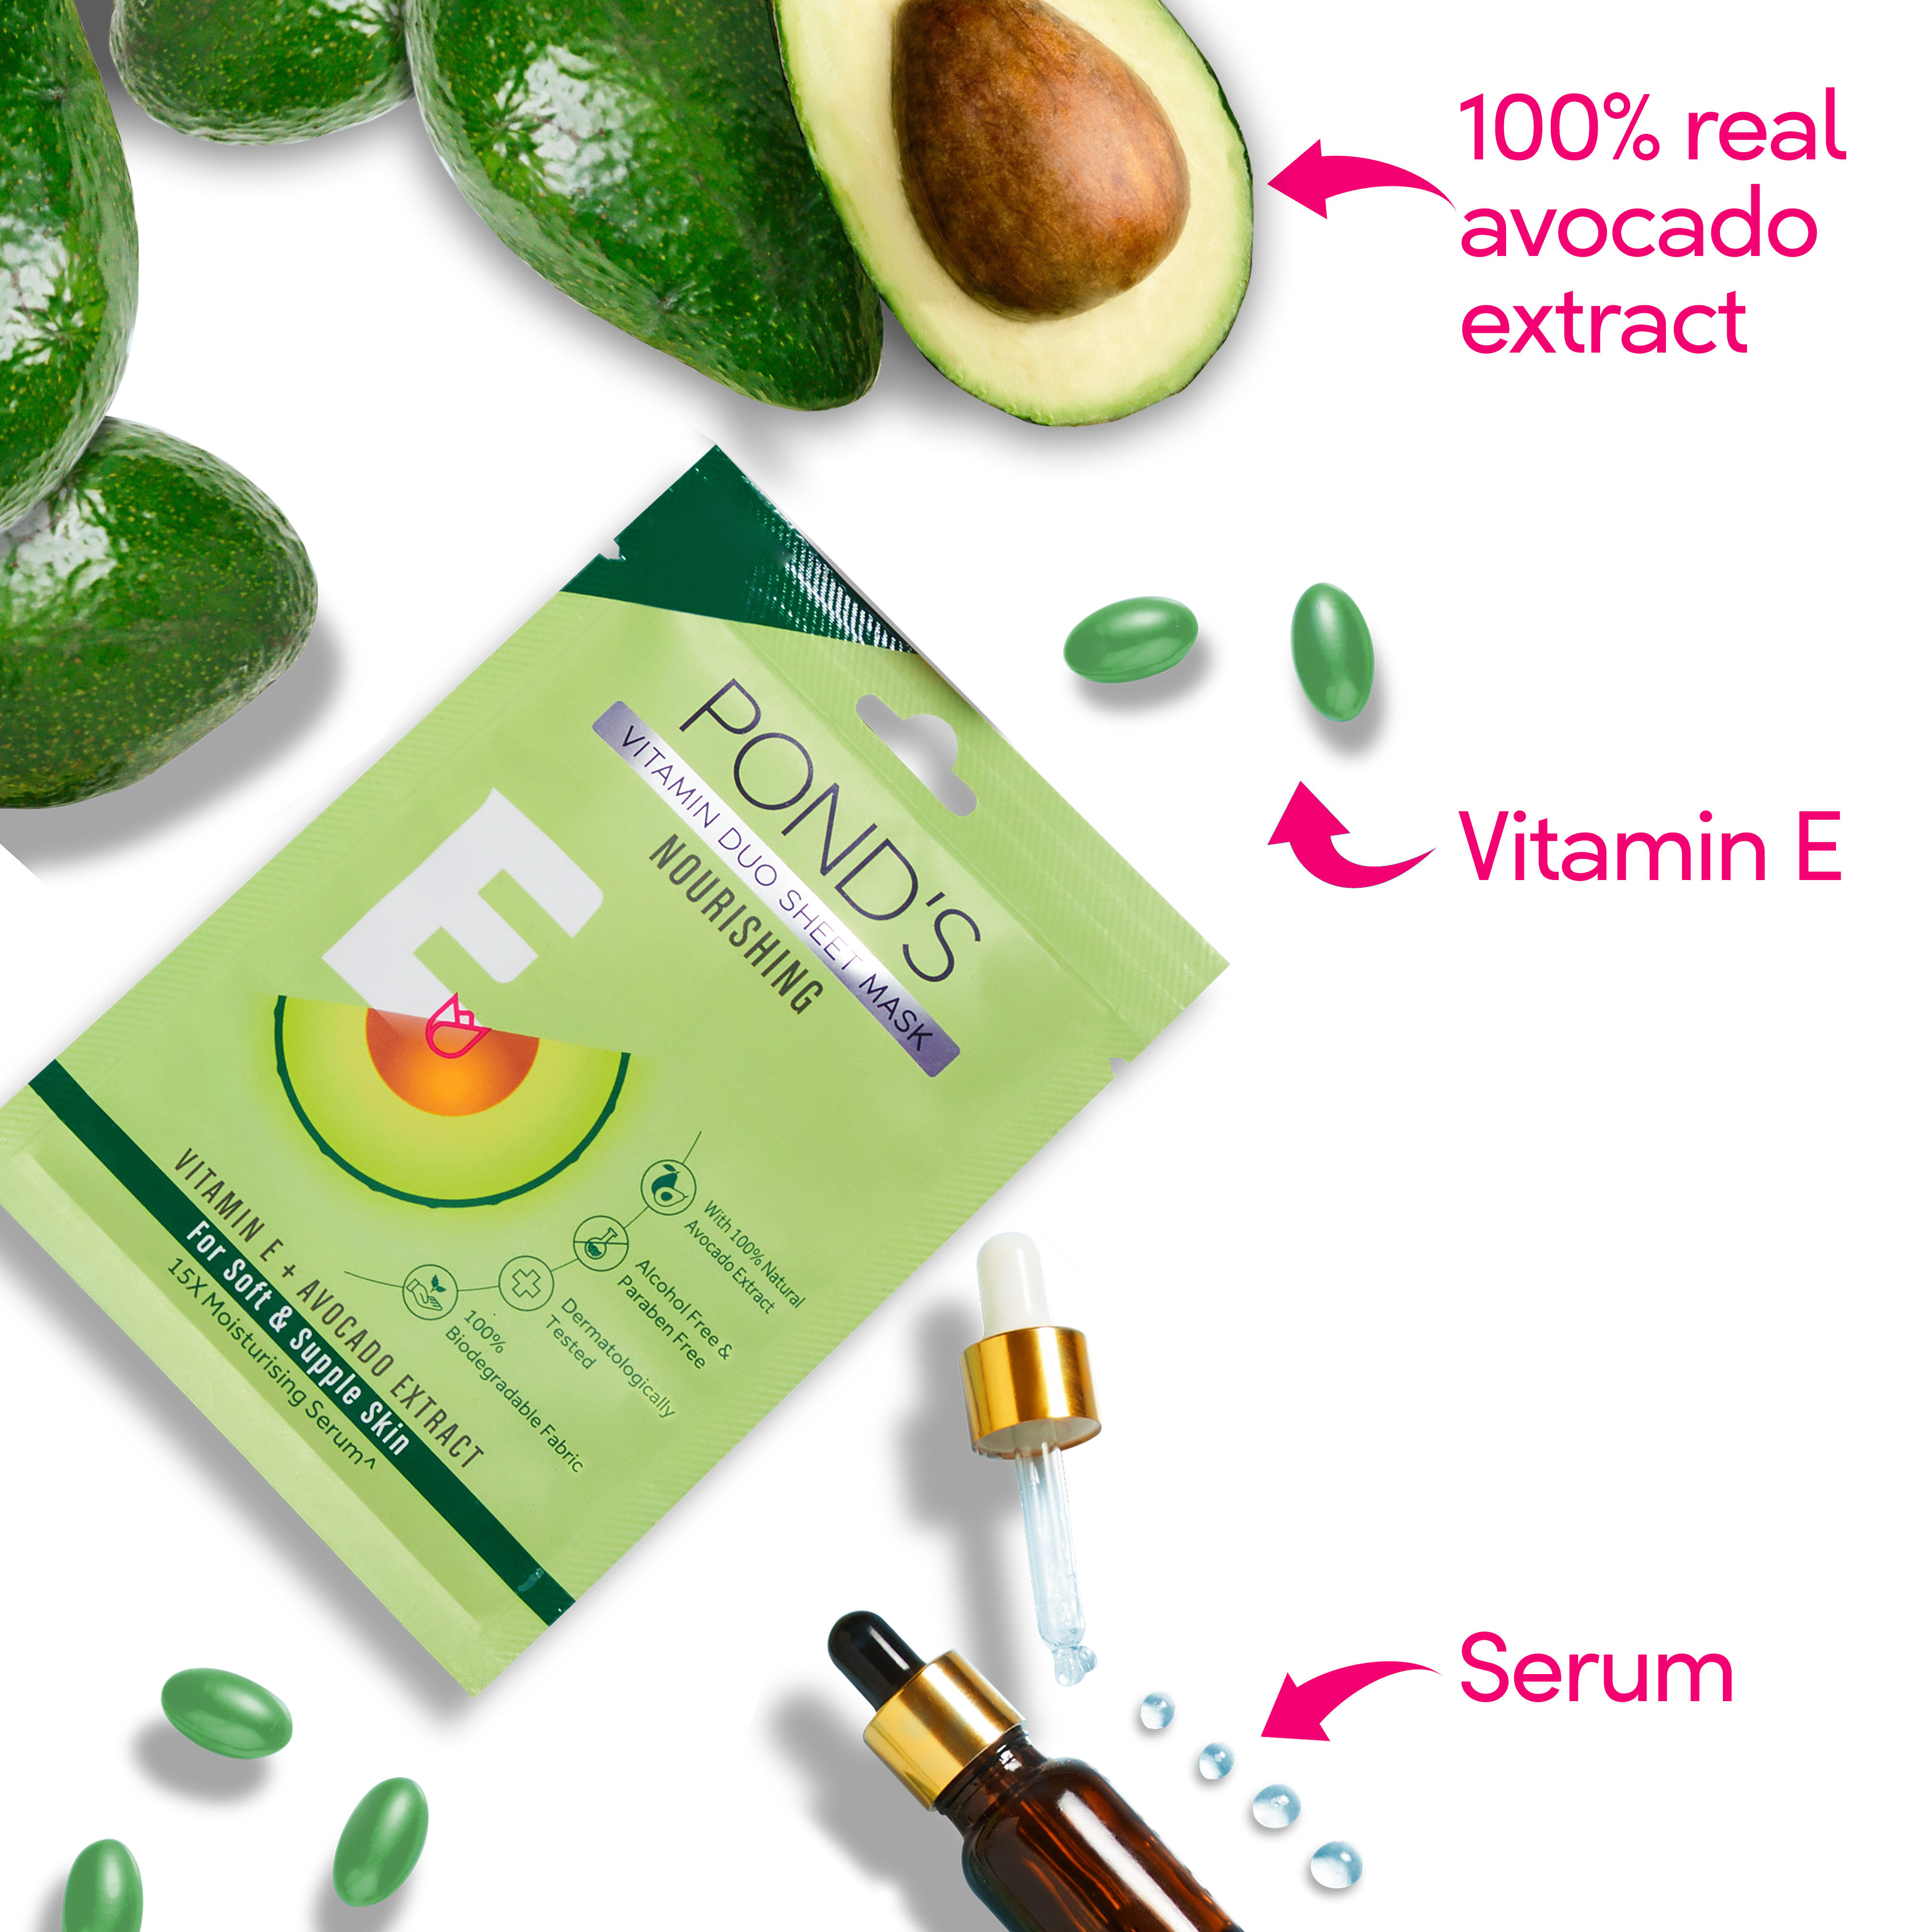 100% real
avocado
extract
POND'S
VITAMIN DUO SHEET MASK
NOURISHING
E
Vitamin E
With 100% Natural
Avocado Extract
Alcohol Free &
Paraben Free
Dermatologically
Tested
100%
Biodegradable Fabric
VITAMIN E + AVOCADO EXTRACT
For Soft & Supple Skin
15X Moisturising Serum^
Serum